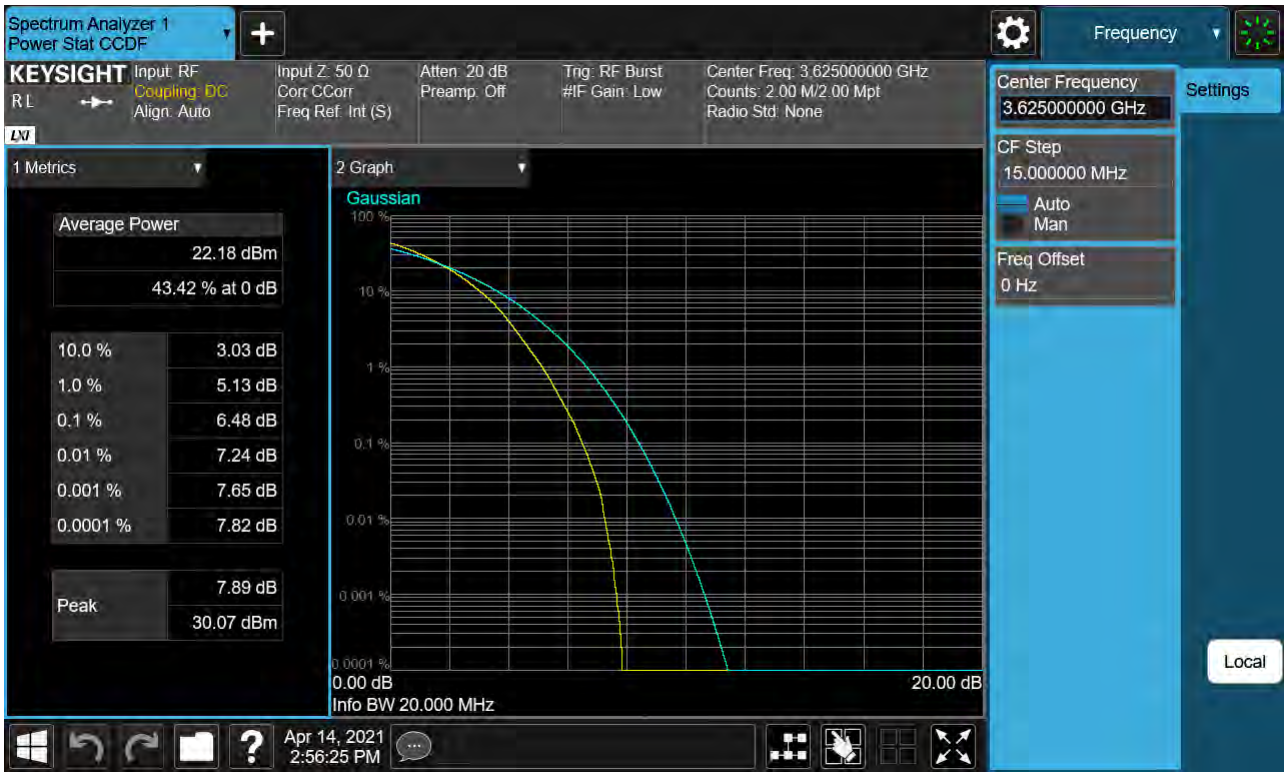 Spectrum Analyzer 1
Power Stat CCDF
+
Frequency
KEYSIGHT
RL
LXI
Input: RF
Coupling: DC
Align: Auto
Input Z: 50 Ω
Corr CCorr
Freq Ref: Int (S)
Atten: 20 dB
Preamp: Off
Trig: RF Burst
#IF Gain: Low
Center Freq: 3.625000000 GHz
Counts: 2.00 M/2.00 Mpt
Radio Std: None
Center Frequency
3.625000000 GHz
Settings
CF Step
15.000000 MHz
Auto
Man
Freq Offset
0 Hz
1 Metrics
Average Power
22.18 dBm
43.42 % at 0 dB
10.0 % 3.03 dB
1.0 % 5.13 dB
0.1 % 6.48 dB
0.01 % 7.24 dB
0.001 % 7.65 dB
0.0001 % 7.82 dB
Peak
7.89 dB
30.07 dBm
2 Graph
Gaussian
100 %
10 %
1 %
0.1 %
0.01 %
0.001 %
0.0001 %
0.00 dB 20.00 dB
Info BW 20.000 MHz
Local
?
Apr 14, 2021
2:56:25 PM